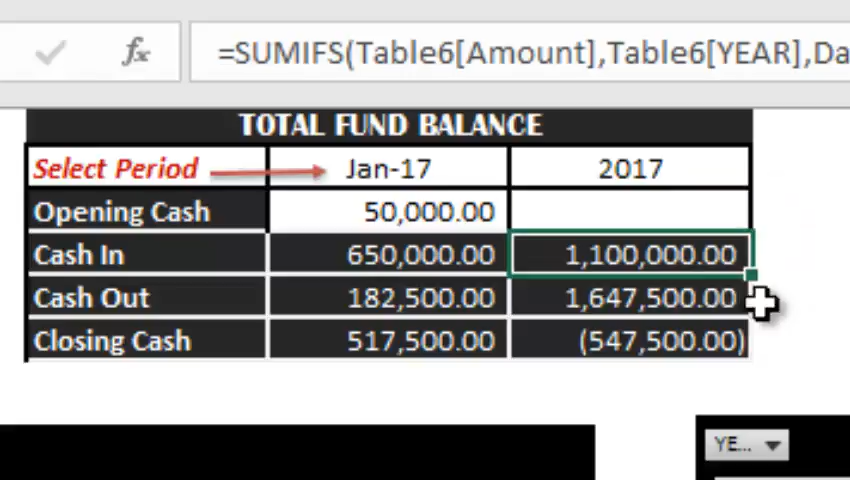 fx =SUMIFS(Table6[Amount],Table6[YEAR],Da
TOTAL FUND BALANCE
Select Period Jan-17 2017
Opening Cash 50,000.00
Cash In 650,000.00 1,100,000.00
Cash Out 182,500.00 1,647,500.00
Closing Cash 517,500.00 (547,500.00)
YE...